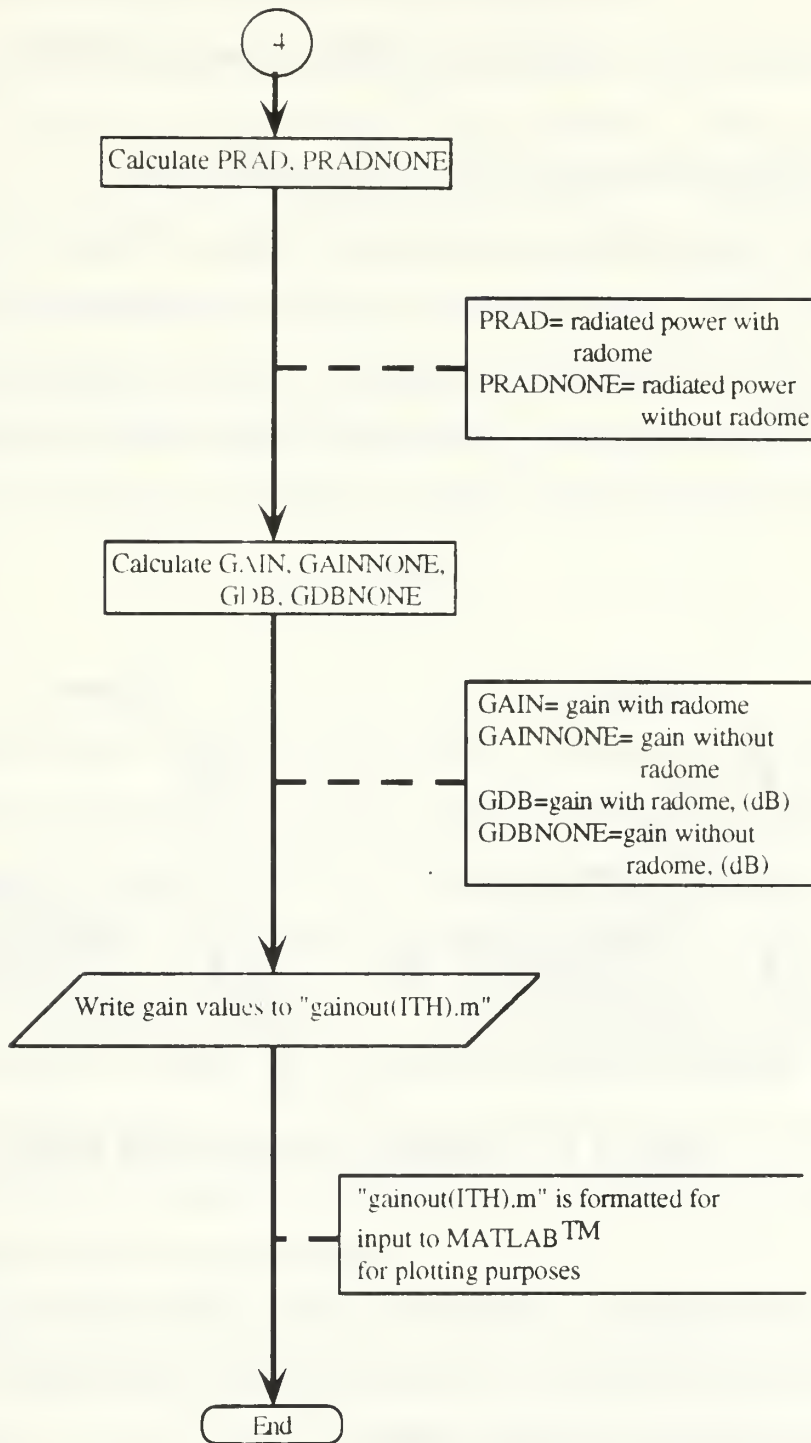 4
Calculate PRAD, PRADNONE
PRAD= radiated power with
radome
PRADNONE= radiated power
without radome
Calculate GAIN, GAINNONE,
GDB, GDBNONE
GAIN= gain with radome
GAINNONE= gain without
radome
GDB=gain with radome, (dB)
GDBNONE=gain without
radome, (dB)
Write gain values to "gainout(ITH).m"
"gainout(ITH).m" is formatted for
input to MATLAB™
for plotting purposes
End